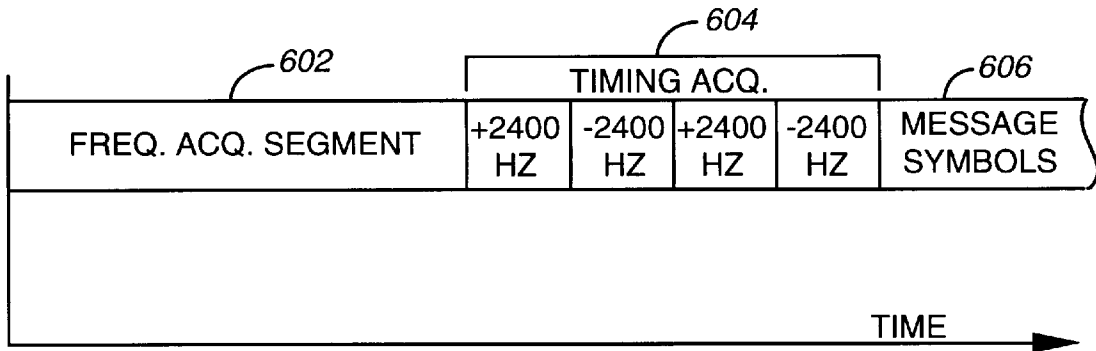 604
602
606
TIMING ACQ.
FREQ. ACQ. SEGMENT
+2400 HZ
-2400 HZ
+2400 HZ
-2400 HZ
MESSAGE
SYMBOLS
TIME